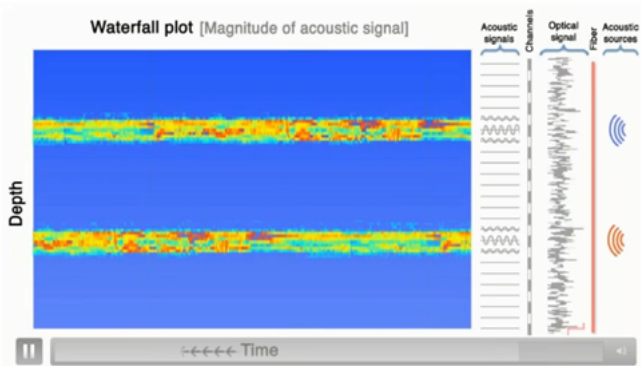 Waterfall plot [Magnitude of acoustic signal]
Acoustic signals
Channels
Optical signal
Fiber
Acoustic sources
Depth
Time